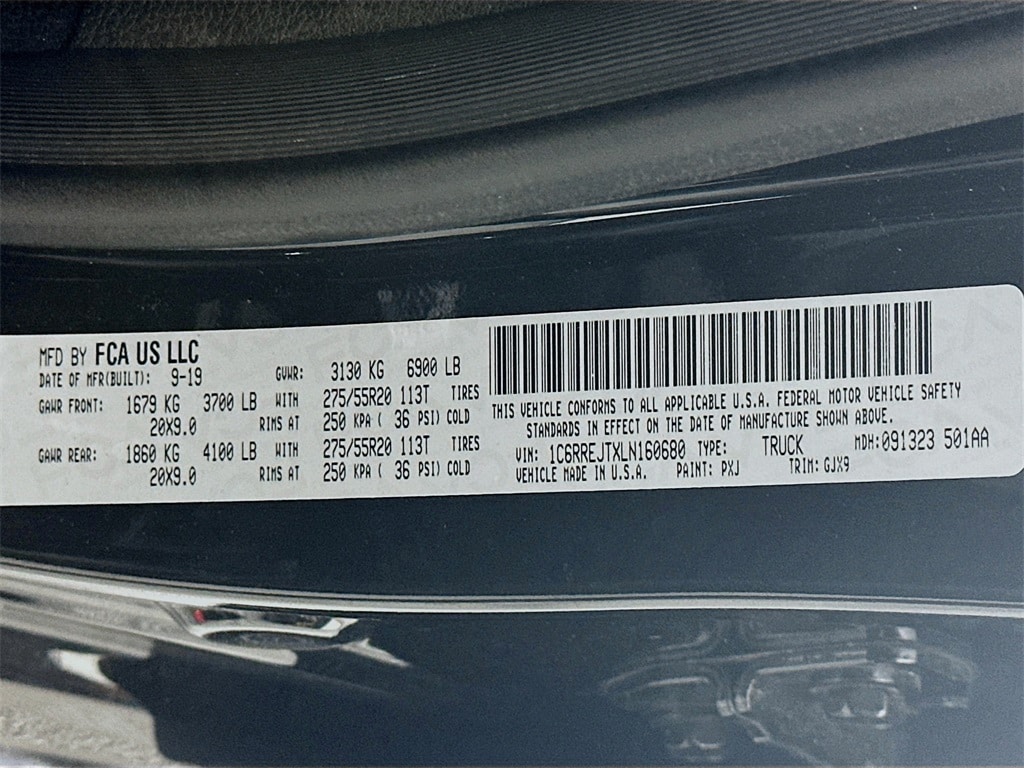 MFD BY FCA US LLC
DATE OF MFR(BUILT): 9-19 GVWR: 3130 KG 6900 LB
GAWR FRONT: 1679 KG 3700 LB WITH 275/55R20 113T TIRES
20X9.0 RIMS AT 250 KPA ( 36 PSI) COLD
GAWR REAR: 1860 KG 4100 LB WITH 275/55R20 113T TIRES
20X9.0 RIMS AT 250 KPA ( 36 PSI) COLD
THIS VEHICLE CONFORMS TO ALL APPLICABLE U.S.A. FEDERAL MOTOR VEHICLE SAFETY
STANDARDS IN EFFECT ON THE DATE OF MANUFACTURE SHOWN ABOVE.
VIN: 1C6RREJTXLN160680 TYPE: TRUCK MDH:091323 501AA
VEHICLE MADE IN U.S.A. PAINT: PXJ TRIM: GJX9